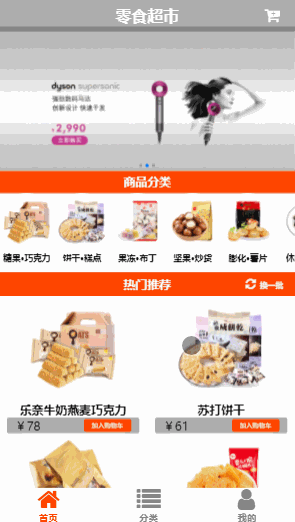 零食超市
dyson supersonic
强劲数码马达
创新设计 快速干发
¥2,990
立即购买
商品分类
糖果•巧克力
饼干•糕点
果冻•布丁
坚果•炒货
膨化•薯片
休
热门推荐
换一批
乐亲牛奶燕麦巧克力
苏打饼干
¥78
加入购物车
¥61
加入购物车
首页
分类
我的